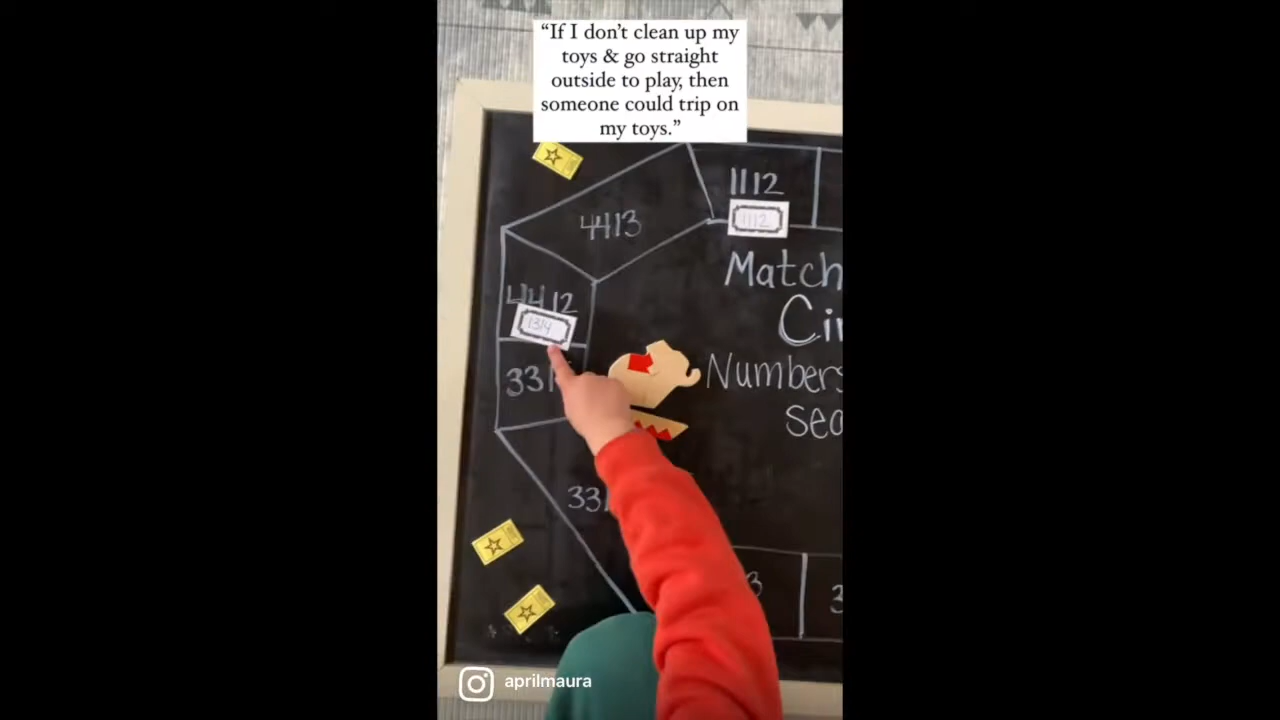 “If I don’t clean up my
toys & go straight
outside to play, then
someone could trip on
my toys.”
1112
1112
4413
Match
4412
1314
Numbers
33
aprilmaura